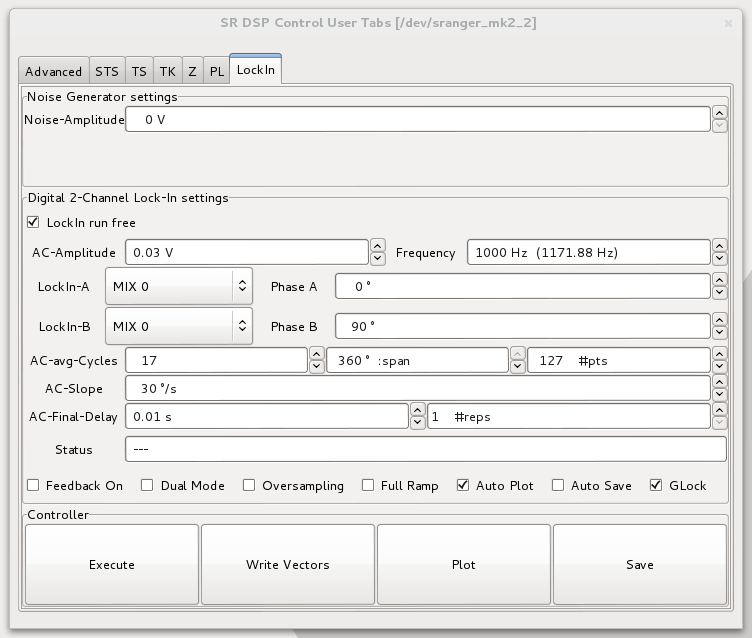 SR DSP Control User Tabs [/dev/sranger_mk2_2]
Advanced STS TS TK Z PL LockIn
Noise Generator settings
Noise-Amplitude 0 V
Digital 2-Channel Lock-In settings
LockIn run free
AC-Amplitude 0.03 V Frequency 1000 Hz (1171.88 Hz)
LockIn-A MIX 0 Phase A 0 °
LockIn-B MIX 0 Phase B 90 °
AC-avg-Cycles 17 360 ° :span 127 #pts
AC-Slope 30 °/s
AC-Final-Delay 0.01 s 1 #reps
Status ---
Feedback On Dual Mode Oversampling Full Ramp Auto Plot Auto Save GLock
Controller
Execute Write Vectors Plot Save